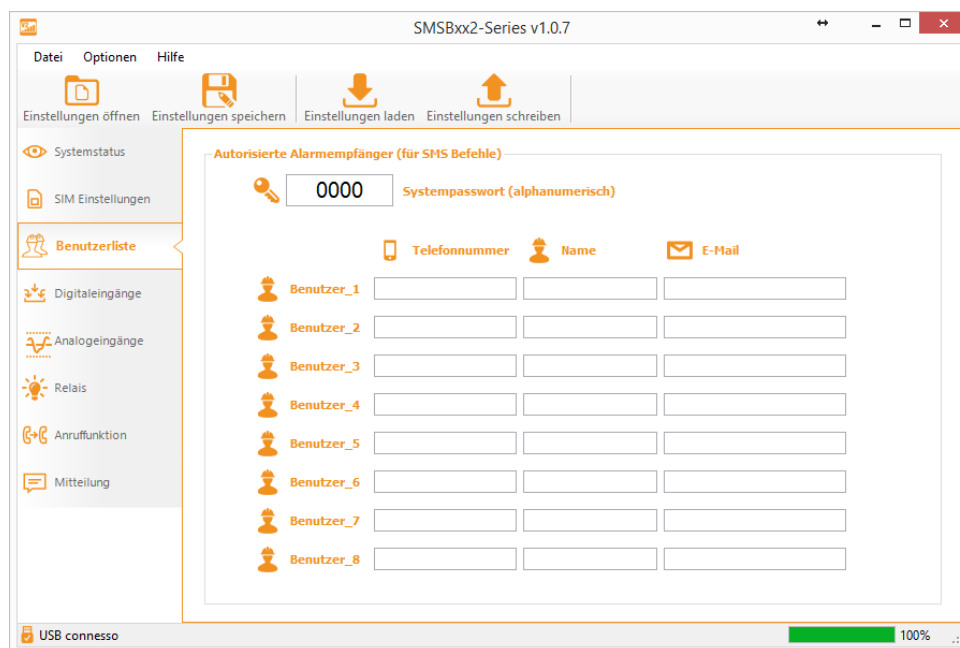 SMSBxx2-Series v1.0.7
Datei Optionen Hilfe
Einstellungen öffnen Einstellungen speichern Einstellungen laden Einstellungen schreiben
Systemstatus
SIM Einstellungen
Benutzerliste
Digitaleingänge
Analogeingänge
Relais
Anruffunktion
Mitteilung
Autorisierte Alarmempfänger (für SMS Befehle)
0000 Systempasswort (alphanumerisch)
Telefonnummer Name E-Mail
Benutzer_1
Benutzer_2
Benutzer_3
Benutzer_4
Benutzer_5
Benutzer_6
Benutzer_7
Benutzer_8
USB connesso 100%